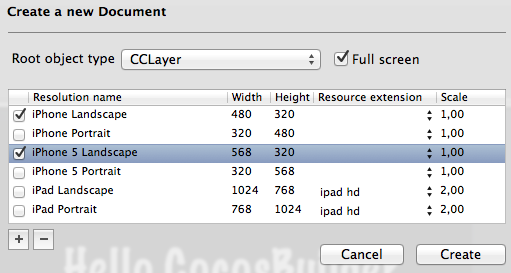 Create a new Document
Root object type CCLayer Full screen
Resolution name Width Height Resource extension Scale
iPhone Landscape 480 320 1,00
iPhone Portrait 320 480 1,00
iPhone 5 Landscape 568 320 1,00
iPhone 5 Portrait 320 568 1,00
iPad Landscape 1024 768 ipad hd 2,00
iPad Portrait 768 1024 ipad hd 2,00
+ −
Cancel Create
Hello CocosBuilder